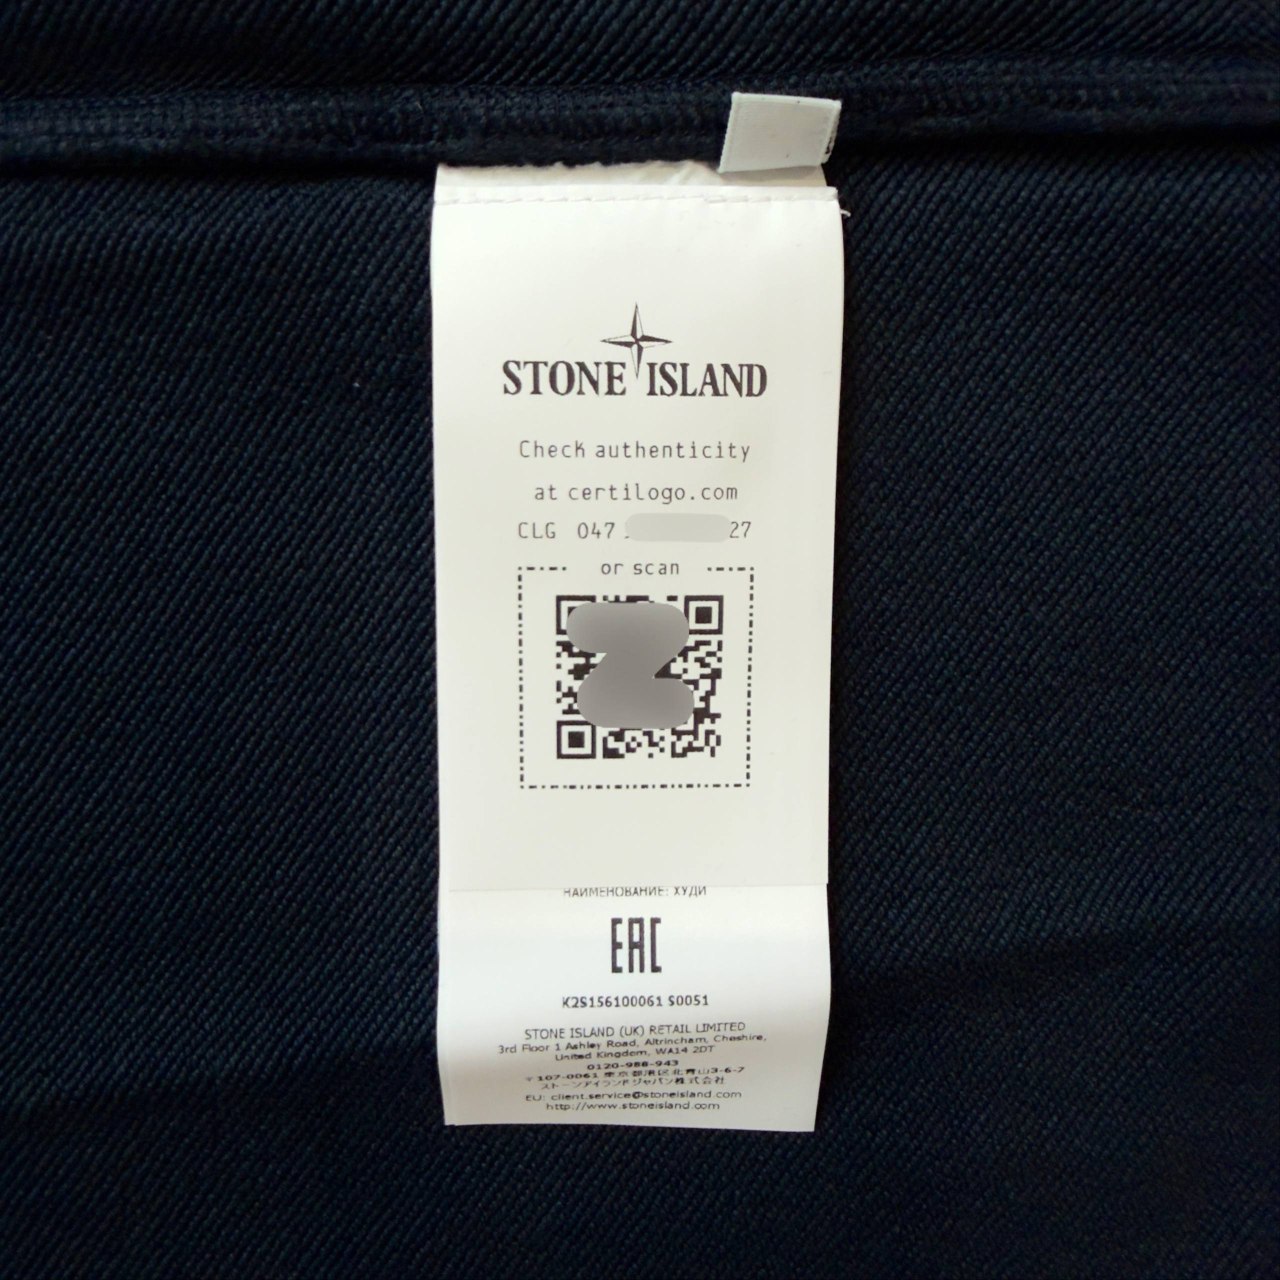 STONE ISLAND
Check authenticity
at certilogo.com
CLG 047 27
or scan
НАИМЕНОВАНИЕ: ХУДИ
EAC
K2S156100061 S0051
STONE ISLAND (UK) RETAIL LIMITED
3rd Floor 1 Ashley Road, Altrincham, Cheshire,
United Kingdom, WA14 2DT
0120-988-943
〒107-0061 東京都港区北青山3-6-7
ストーンアイランドジャパン株式会社
EU: client.service@stoneisland.com
http://www.stoneisland.com